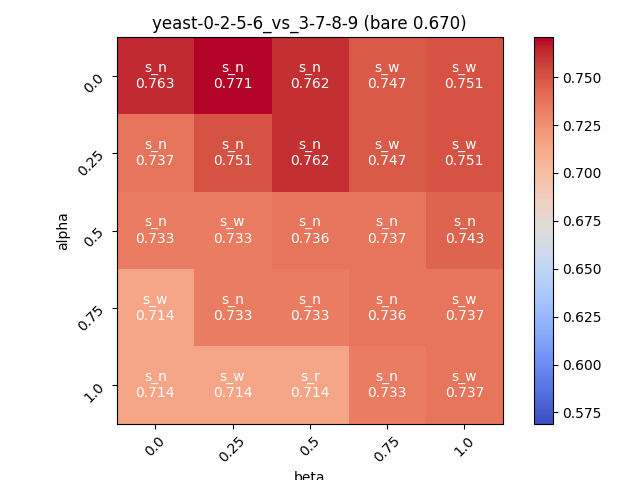 yeast-0-2-5-6_vs_3-7-8-9 (bare 0.670)
alpha
0.0
s_n s_n s_n s_w s_w
0.763 0.771 0.762 0.747 0.751
0.25
s_n s_n s_n s_w s_w
0.737 0.751 0.762 0.747 0.751
0.5
s_n s_w s_n s_n s_n
0.733 0.733 0.736 0.737 0.743
0.75
s_w s_n s_n s_n s_w
0.714 0.733 0.733 0.736 0.737
1.0
s_n s_w s_r s_n s_w
0.714 0.714 0.714 0.733 0.737
0.0 0.25 0.5 0.75 1.0
beta
0.750
0.725
0.700
0.675
0.650
0.625
0.600
0.575